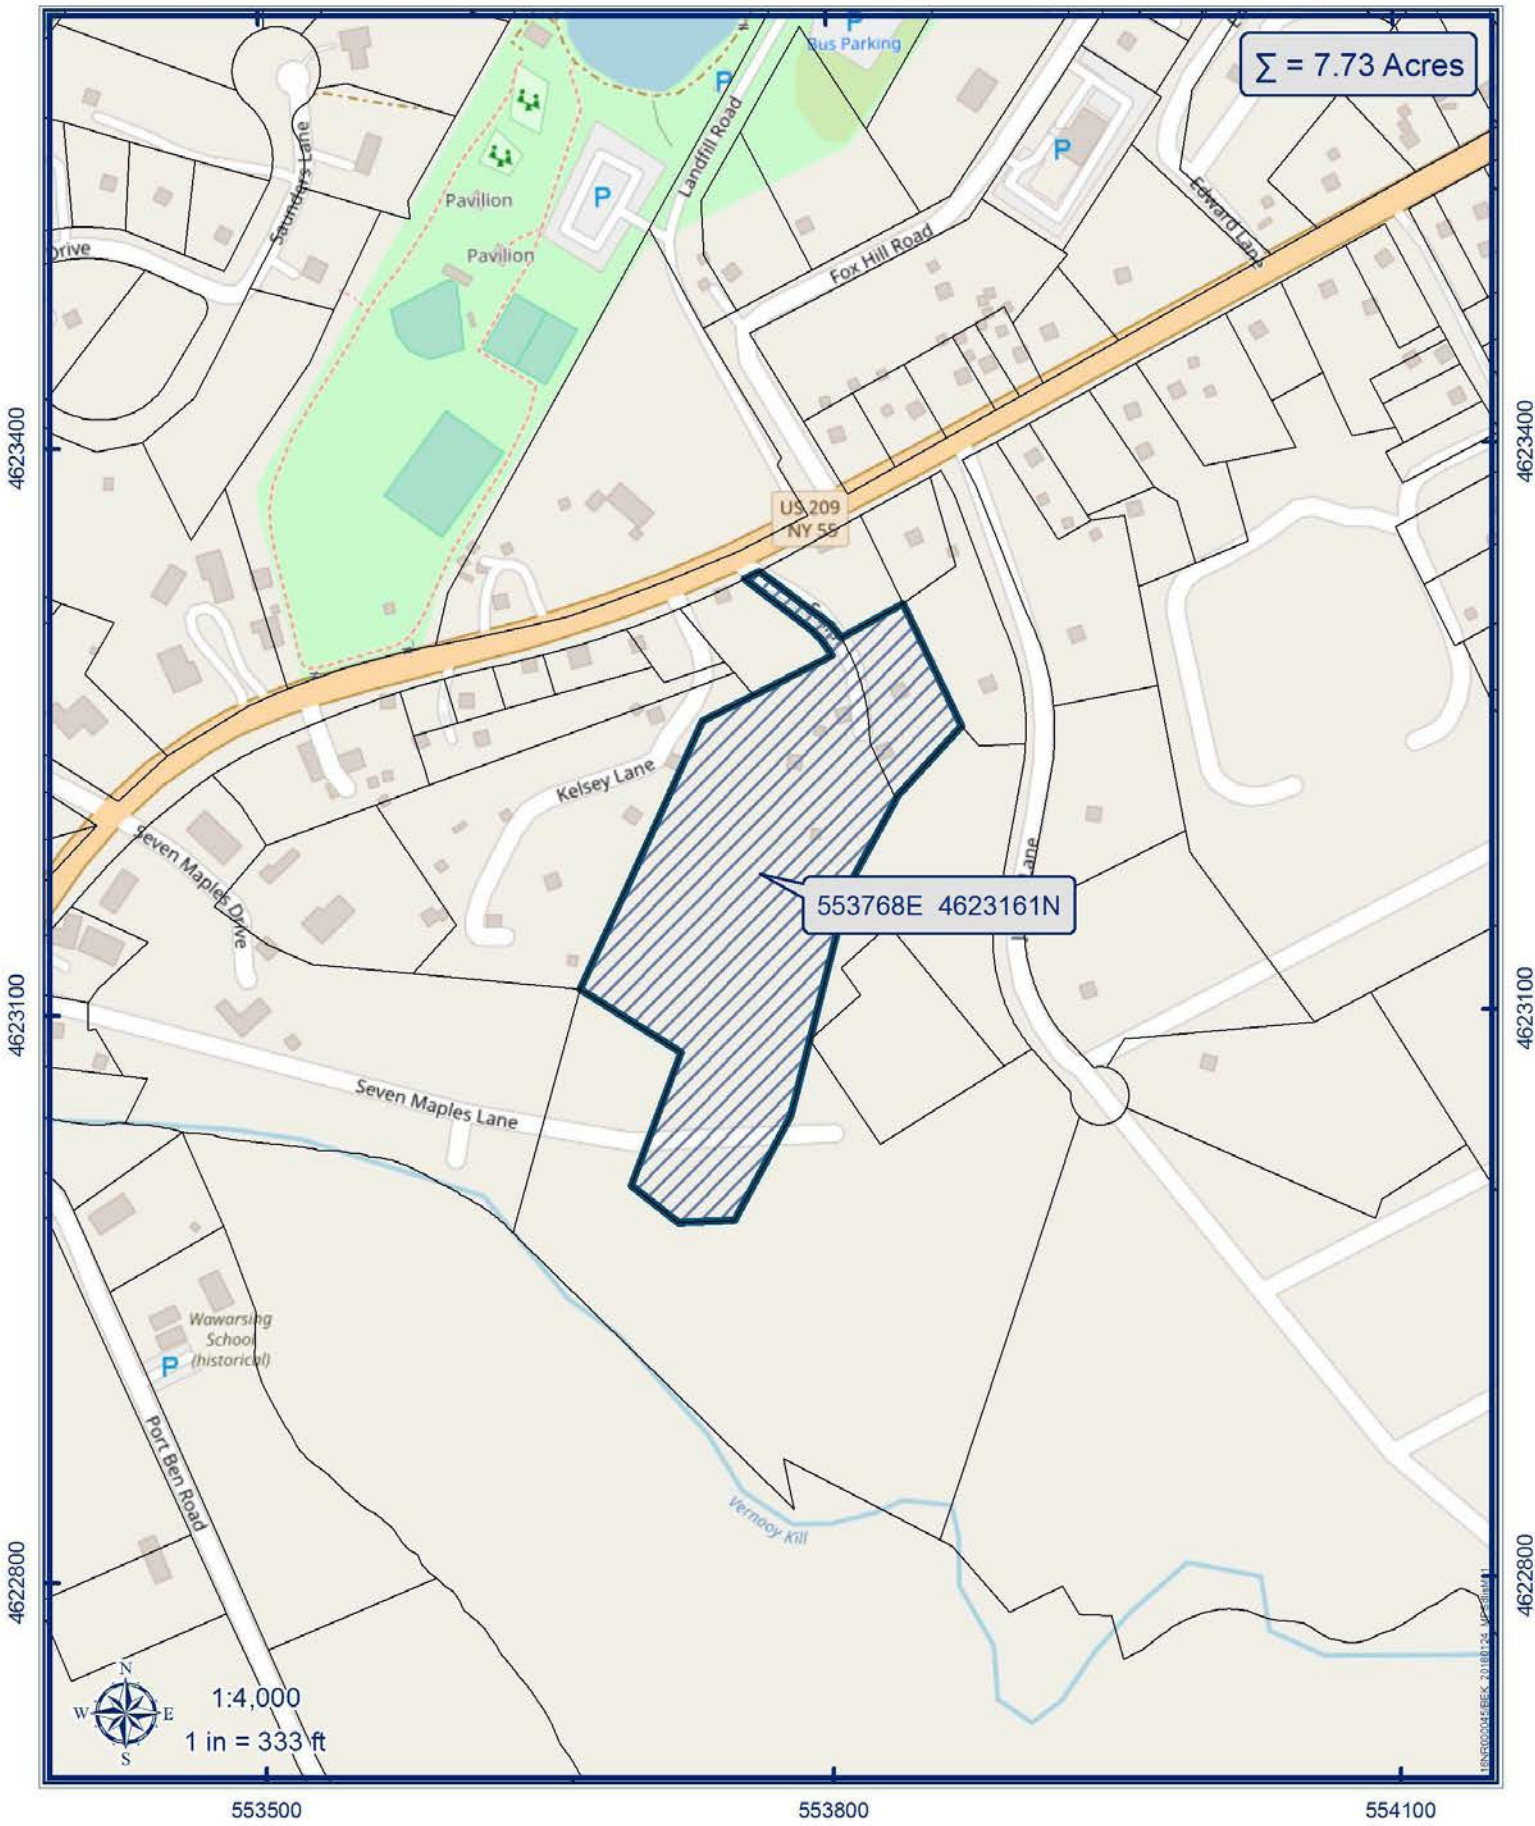 Bus Parking
P
∑ = 7.73 Acres
P
Landfill Road
Saunders Lane
P
P
Pavilion
Edward Lane
Drive
Pavilion
Fox Hill Road
4623400
4623400
US 209
NY 55
Kelsey Lane
Seven Maples Drive
Lane
553768E 4623161N
4623100
4623100
Seven Maples Lane
Wawarsing
School
(historical)
P
Port Ben Road
Vernooy Kill
4622800
4622800
N
W
E
S
1:4,000
1 in = 333 ft
553500
553800
554100